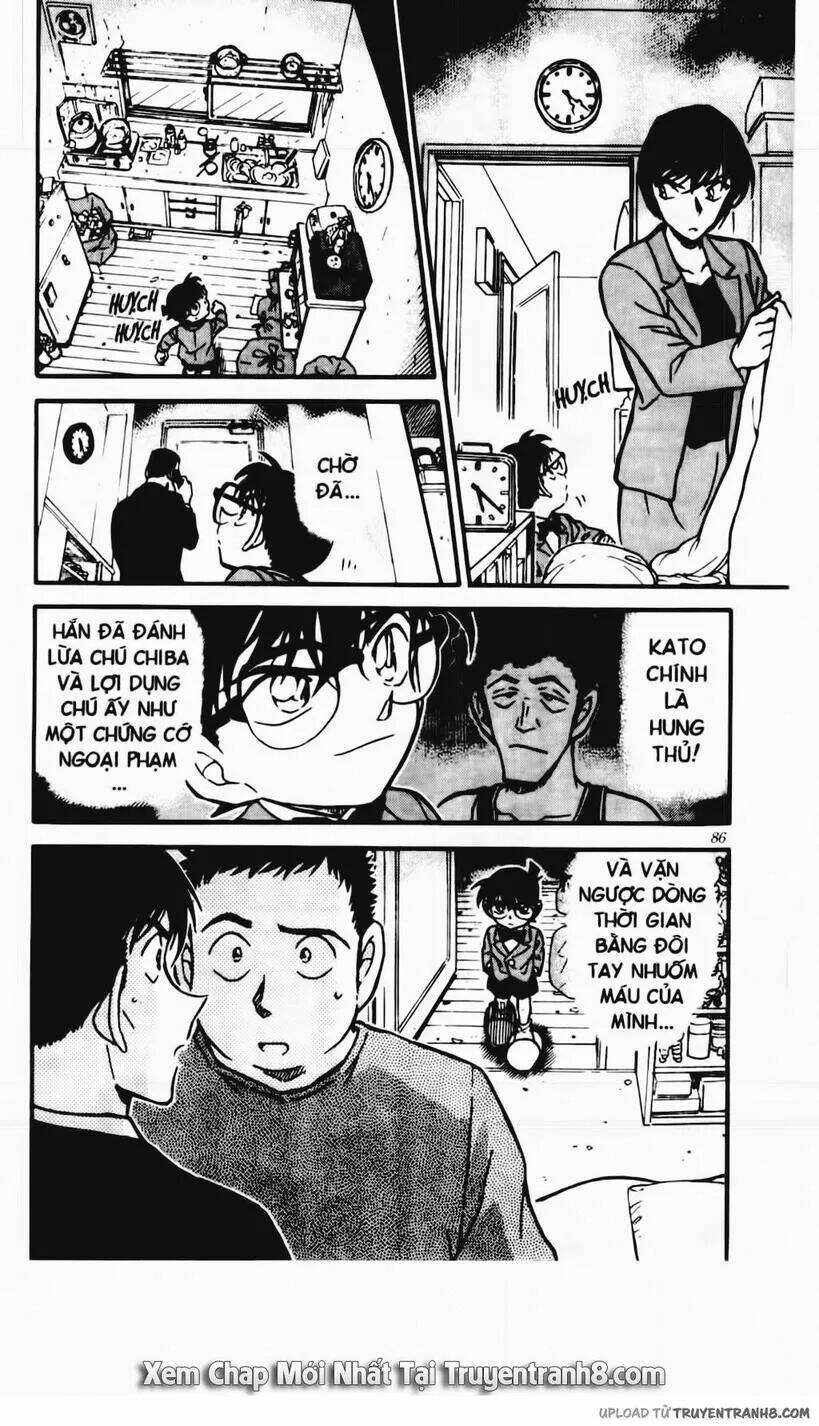 HUỴCH
HUỴCH
HUỴCH
CHỜ
ĐÃ...
KATO
CHÍNH
LÀ
HUNG
THỦ!
HẮN ĐÃ ĐÁNH
LỪA CHÚ CHIBA
VÀ LỢI DỤNG
CHÚ ẤY NHƯ
MỘT CHỨNG CỚ
NGOẠI PHẠM
...
86
VÀ VẶN
NGƯỢC DÒNG
THỜI GIAN
BẰNG ĐÔI
TAY NHUỐM
MÁU CỦA
MÌNH...
Xem Chap Mới Nhất Tại Truyentranh8.com
UPLOAD TỪ TRUYENTRANH8.COM